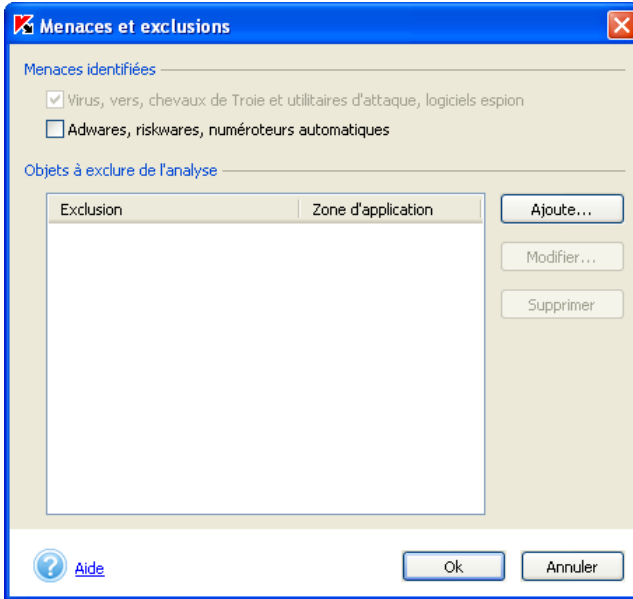 Menaces et exclusions
Menaces identifiées
Virus, vers, chevaux de Troie et utilitaires d'attaque, logiciels espion
Adwares, riskwares, numéroteurs automatiques
Objets à exclure de l'analyse
Exclusion Zone d'application
Ajoute...
Modifier...
Supprimer
Aide
Ok
Annuler